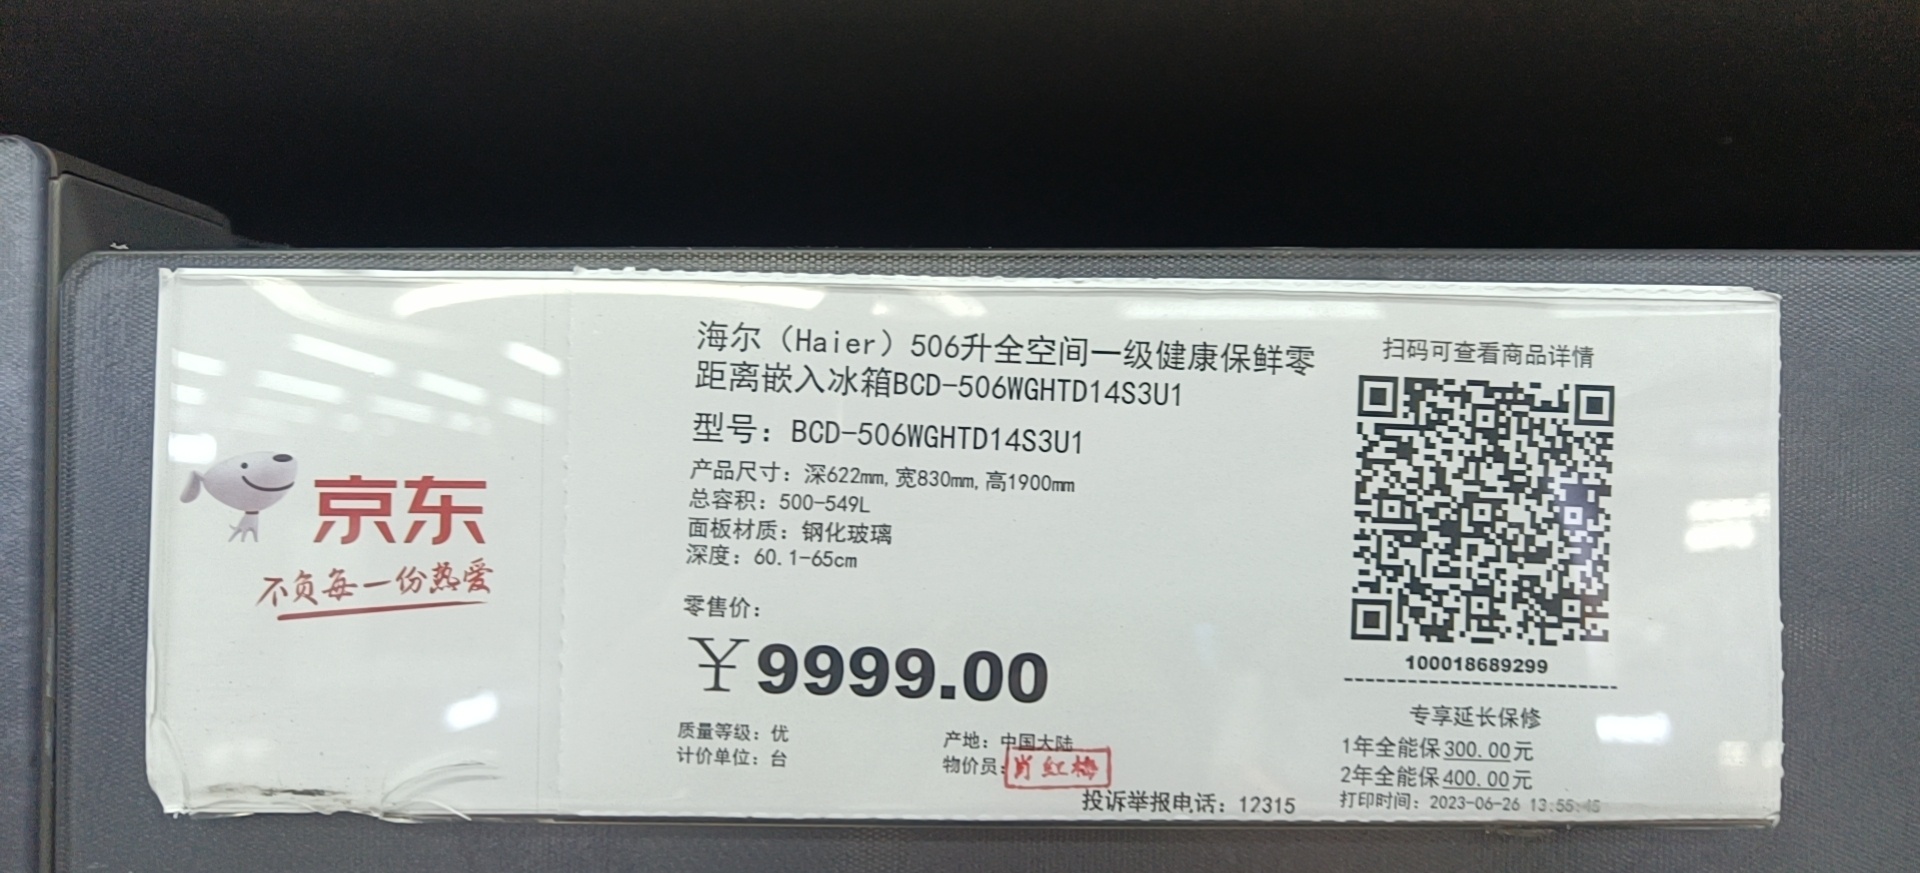 京东
不负每一份热爱
海尔（Haier）506升全空间一级健康保鲜零
距离嵌入冰箱BCD-506WGHTD14S3U1
型号：BCD-506WGHTD14S3U1
产品尺寸：深622mm,宽830mm,高1900mm
总容积：500-549L
面板材质：钢化玻璃
深度：60.1-65cm
零售价：
￥9999.00
质量等级：优
计价单位：台
产地：中国大陆
物价员：肖红梅
投诉举报电话：12315
扫码可查看商品详情
100018689299
专享延长保修
1年全能保300.00元
2年全能保400.00元
打印时间：2023-06-26 13:55:45